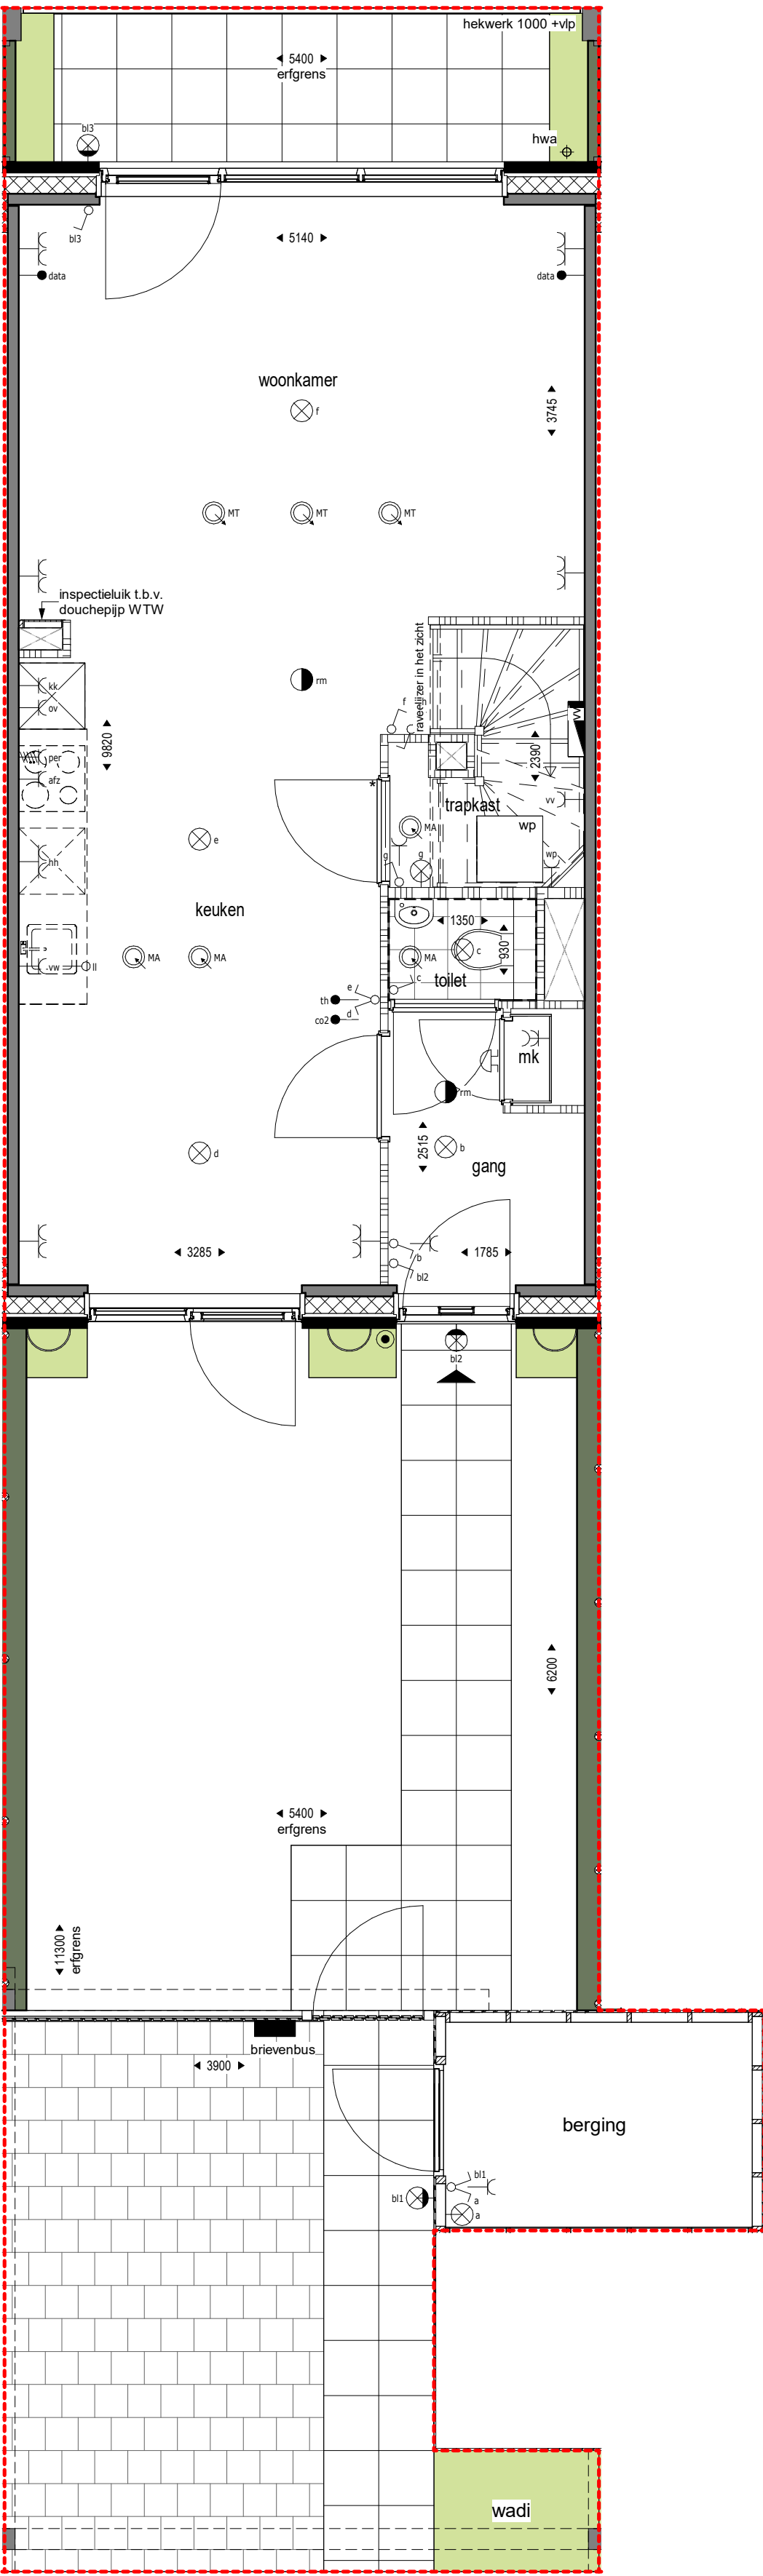 hekwerk 1000 +vlp
5400
erfgrens
bl3
hwa
bl3
5140
data
data
woonkamer
3745
f
MT
MT
MT
inspectieluik t.b.v.
douchepijp WTW
raveelijzer in het zicht
rm
kk
ov
f
h
vv
9820
2390
per
afz
trapkast
vv
wp
MA
e
hh
g
g
wp
keuken
1350
930
c
vw
ll
MA
MA
MA
toilet
c
e
th
d
co2
mk
rm
2515
b
d
gang
3285
b
1785
bl2
bl2
6200
5400
erfgrens
11300
erfgrens
brievenbus
3900
berging
bl1
bl1
a
a
wadi